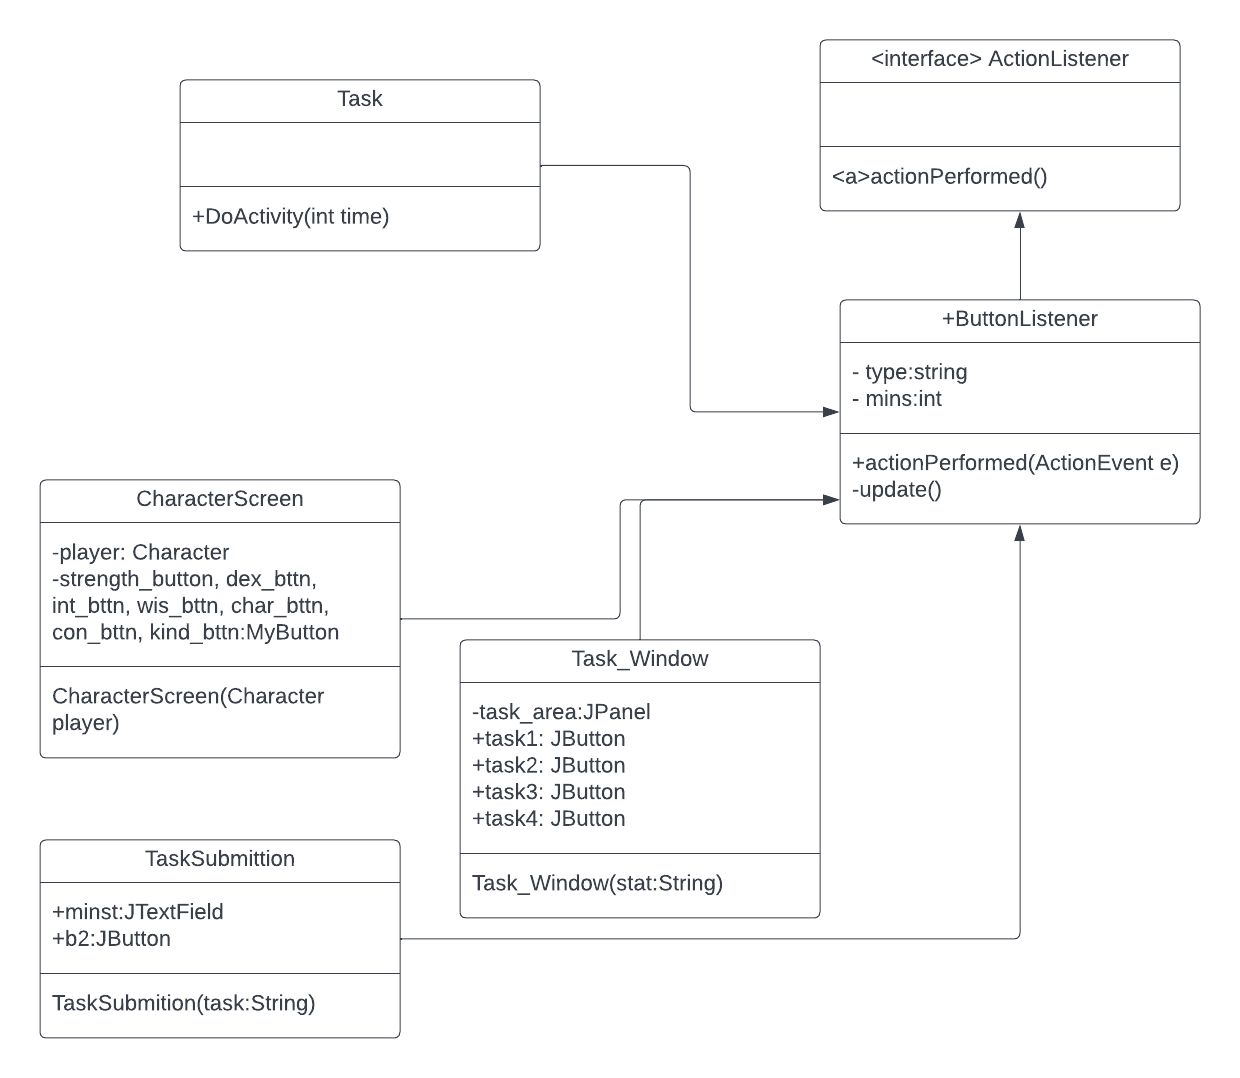 <interface> ActionListener
<a>actionPerformed()
Task
+DoActivity(int time)
+ButtonListener
- type:string
- mins:int
+actionPerformed(ActionEvent e)
-update()
CharacterScreen
-player: Character
-strength_button, dex_bttn,
int_bttn, wis_bttn, char_bttn,
con_bttn, kind_bttn:MyButton
CharacterScreen(Character
player)
Task_Window
-task_area:JPanel
+task1: JButton
+task2: JButton
+task3: JButton
+task4: JButton
Task_Window(stat:String)
TaskSubmittion
+minst:JTextField
+b2:JButton
TaskSubmition(task:String)